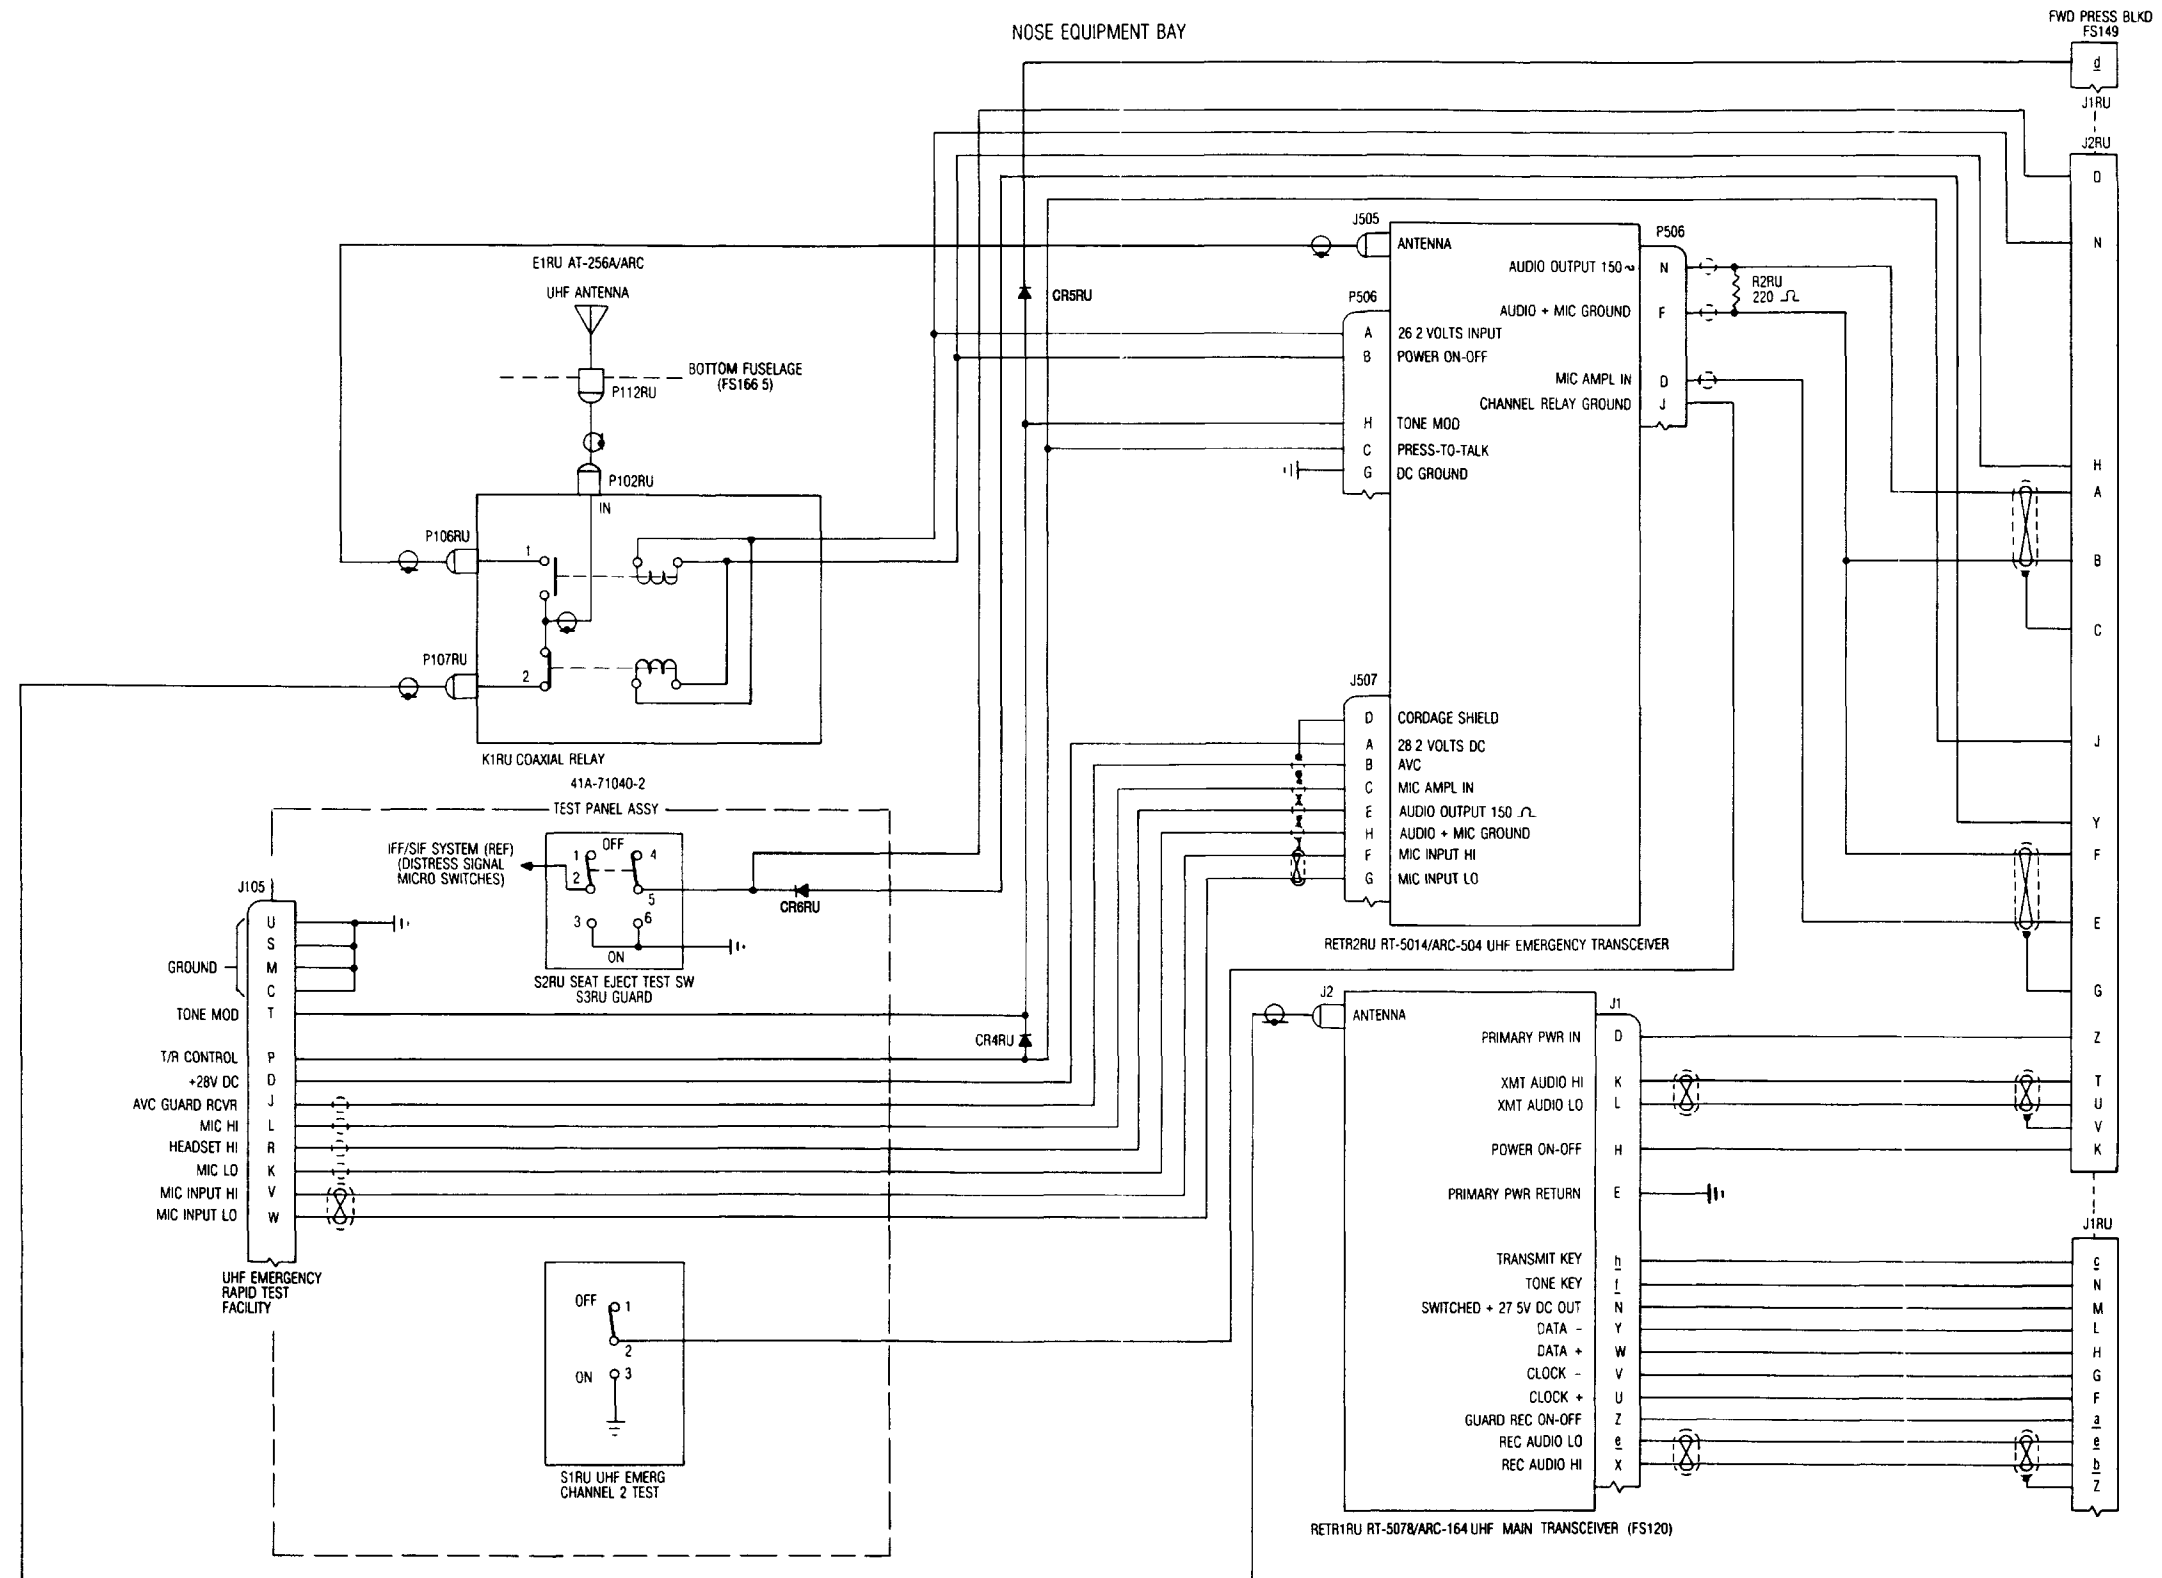 NOSE EQUIPMENT BAY
FWD PRESS BLKD
FS149
d
J1RU
J2RU
D
N
H
A
B
C
J
Y
F
E
G
Z
T
U
V
K
J1RU
c
N
M
L
H
G
F
a
e
b
Z
E1RU AT-256A/ARC
UHF ANTENNA
BOTTOM FUSELAGE
(FS166 5)
P112RU
P102RU
IN
P106RU
1
P107RU
2
K1RU COAXIAL RELAY
41A-71040-2
TEST PANEL ASSY
CR5RU
J505
ANTENNA
P506
A 26 2 VOLTS INPUT
B POWER ON-OFF
H TONE MOD
C PRESS-TO-TALK
G DC GROUND
P506
AUDIO OUTPUT 150 ~ N
AUDIO + MIC GROUND F
MIC AMPL IN D
CHANNEL RELAY GROUND J
R2RU
220 Ω
J507
D CORDAGE SHIELD
A 28 2 VOLTS DC
B AVC
C MIC AMPL IN
E AUDIO OUTPUT 150 Ω
H AUDIO + MIC GROUND
F MIC INPUT HI
G MIC INPUT LO
RETR2RU RT-5014/ARC-504 UHF EMERGENCY TRANSCEIVER
IFF/SIF SYSTEM (REF)
(DISTRESS SIGNAL
MICRO SWITCHES)
OFF
1 4
2
5
3 6
ON
S2RU SEAT EJECT TEST SW
S3RU GUARD
CR6RU
CR4RU
J105
U
S
GROUND M
C
TONE MOD T
T/R CONTROL P
+28V DC D
AVC GUARD RCVR J
MIC HI L
HEADSET HI R
MIC LO K
MIC INPUT HI V
MIC INPUT LO W
UHF EMERGENCY
RAPID TEST
FACILITY
OFF 1
2
ON 3
S1RU UHF EMERG
CHANNEL 2 TEST
J2
ANTENNA
J1
PRIMARY PWR IN D
XMT AUDIO HI K
XMT AUDIO LO L
POWER ON-OFF H
PRIMARY PWR RETURN E
TRANSMIT KEY h
TONE KEY f
SWITCHED + 27 5V DC OUT N
DATA - Y
DATA + W
CLOCK - V
CLOCK + U
GUARD REC ON-OFF Z
REC AUDIO LO e
REC AUDIO HI X
RETR1RU RT-5078/ARC-164 UHF MAIN TRANSCEIVER (FS120)